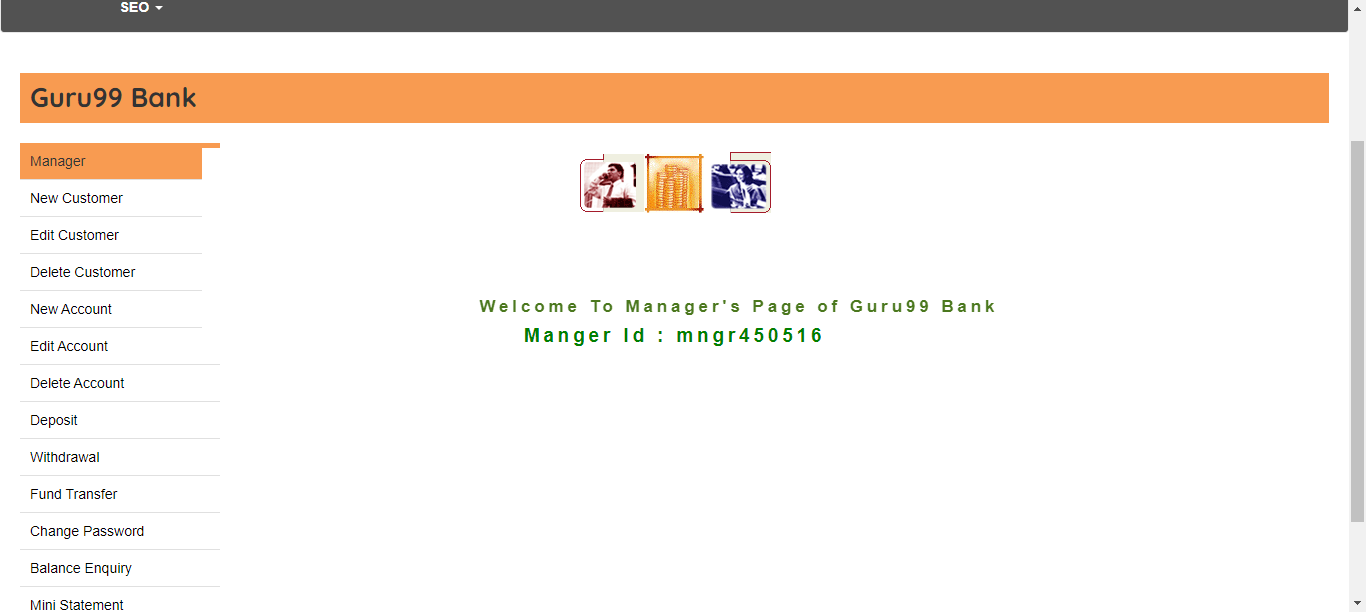 SEO
Guru99 Bank
Manager
New Customer
Edit Customer
Delete Customer
New Account
Edit Account
Delete Account
Deposit
Withdrawal
Fund Transfer
Change Password
Balance Enquiry
Mini Statement
Welcome To Manager's Page of Guru99 Bank
Manger Id : mngr450516